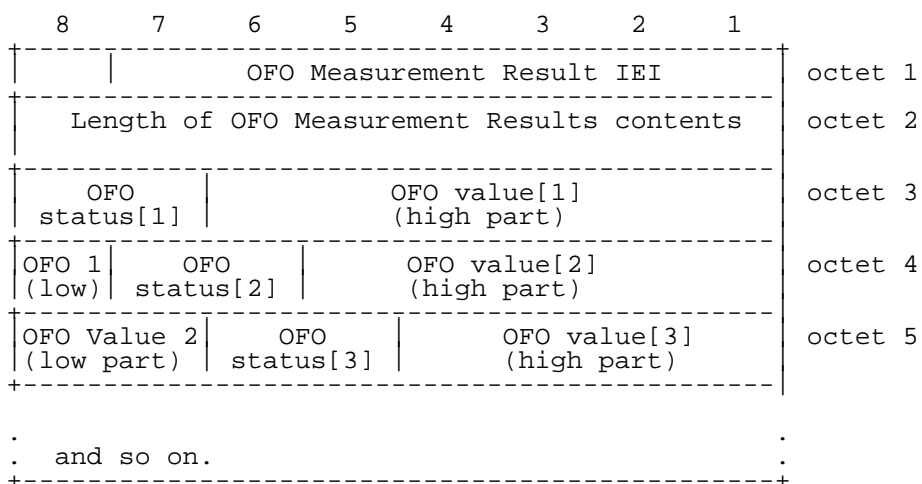 8 7 6 5 4 3 2 1
OFO Measurement Result IEI octet 1
Length of OFO Measurement Results contents octet 2
OFO OFO value[1] octet 3
status[1] (high part)
OFO 1 OFO OFO value[2] octet 4
(low) status[2] (high part)
OFO Value 2 OFO OFO value[3] octet 5
(low part) status[3] (high part)
. .
. and so on. .